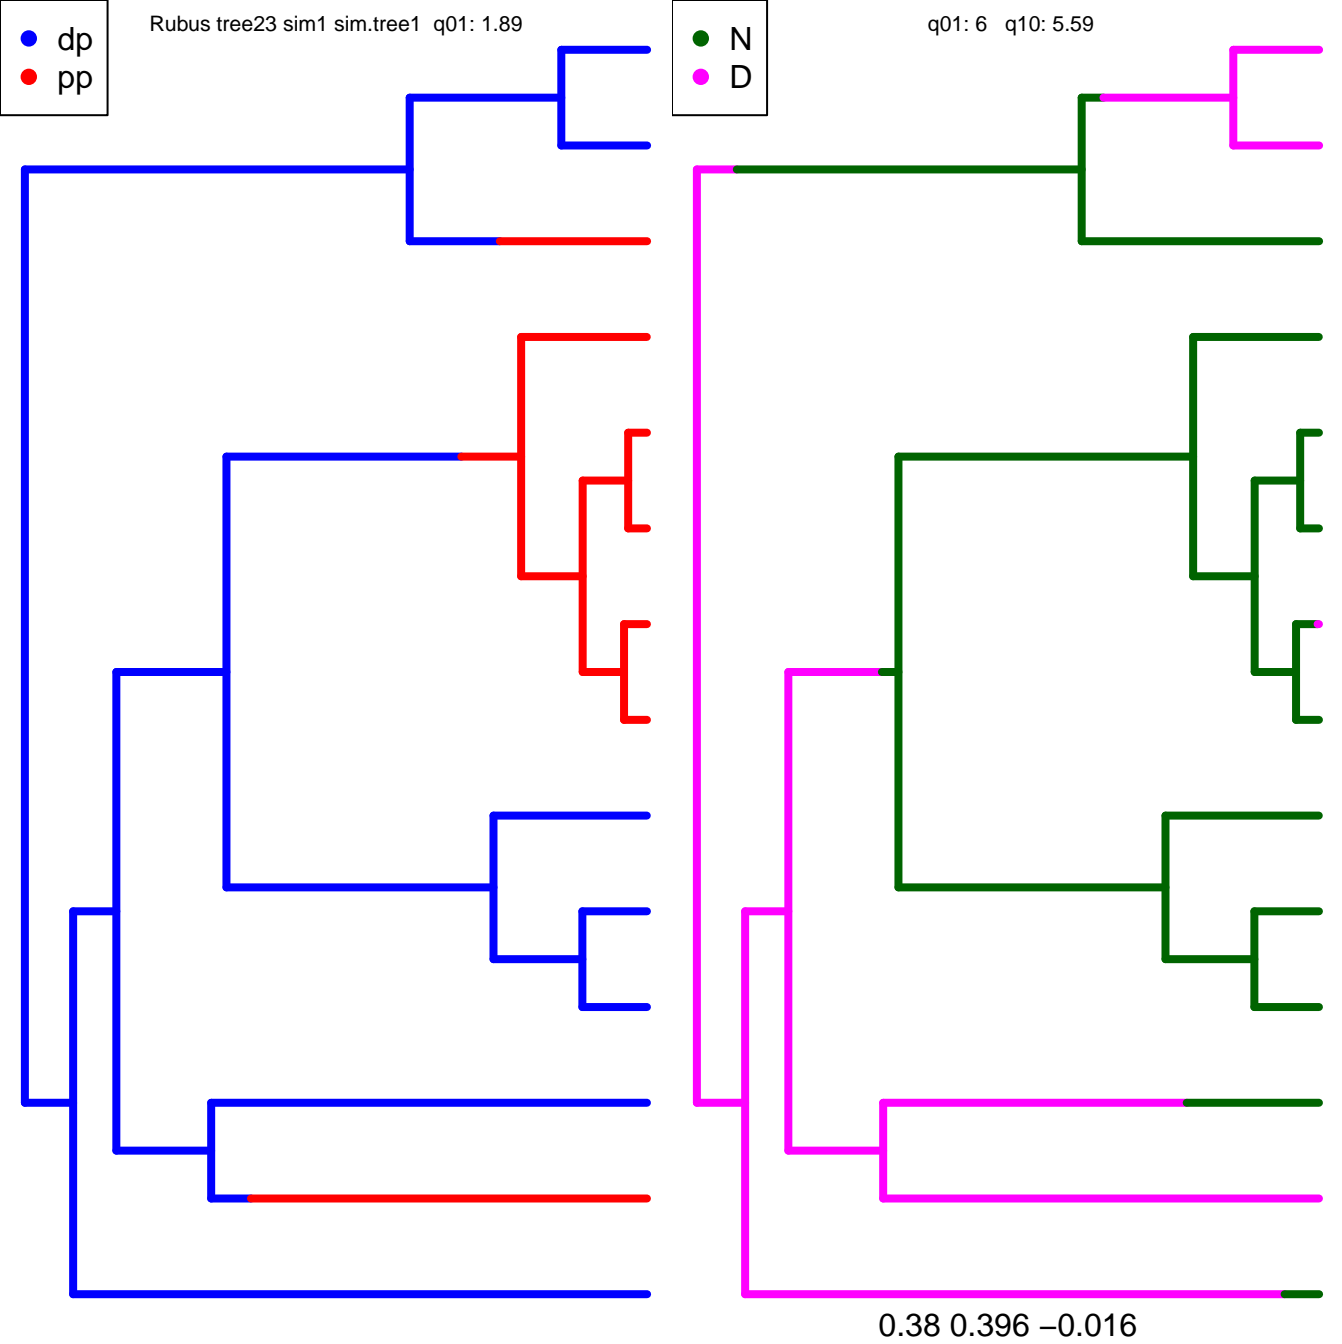 dp
pp
Rubus tree23 sim1 sim.tree1 q01: 1.89
N
D
q01: 6 q10: 5.59
0.38 0.396 −0.016